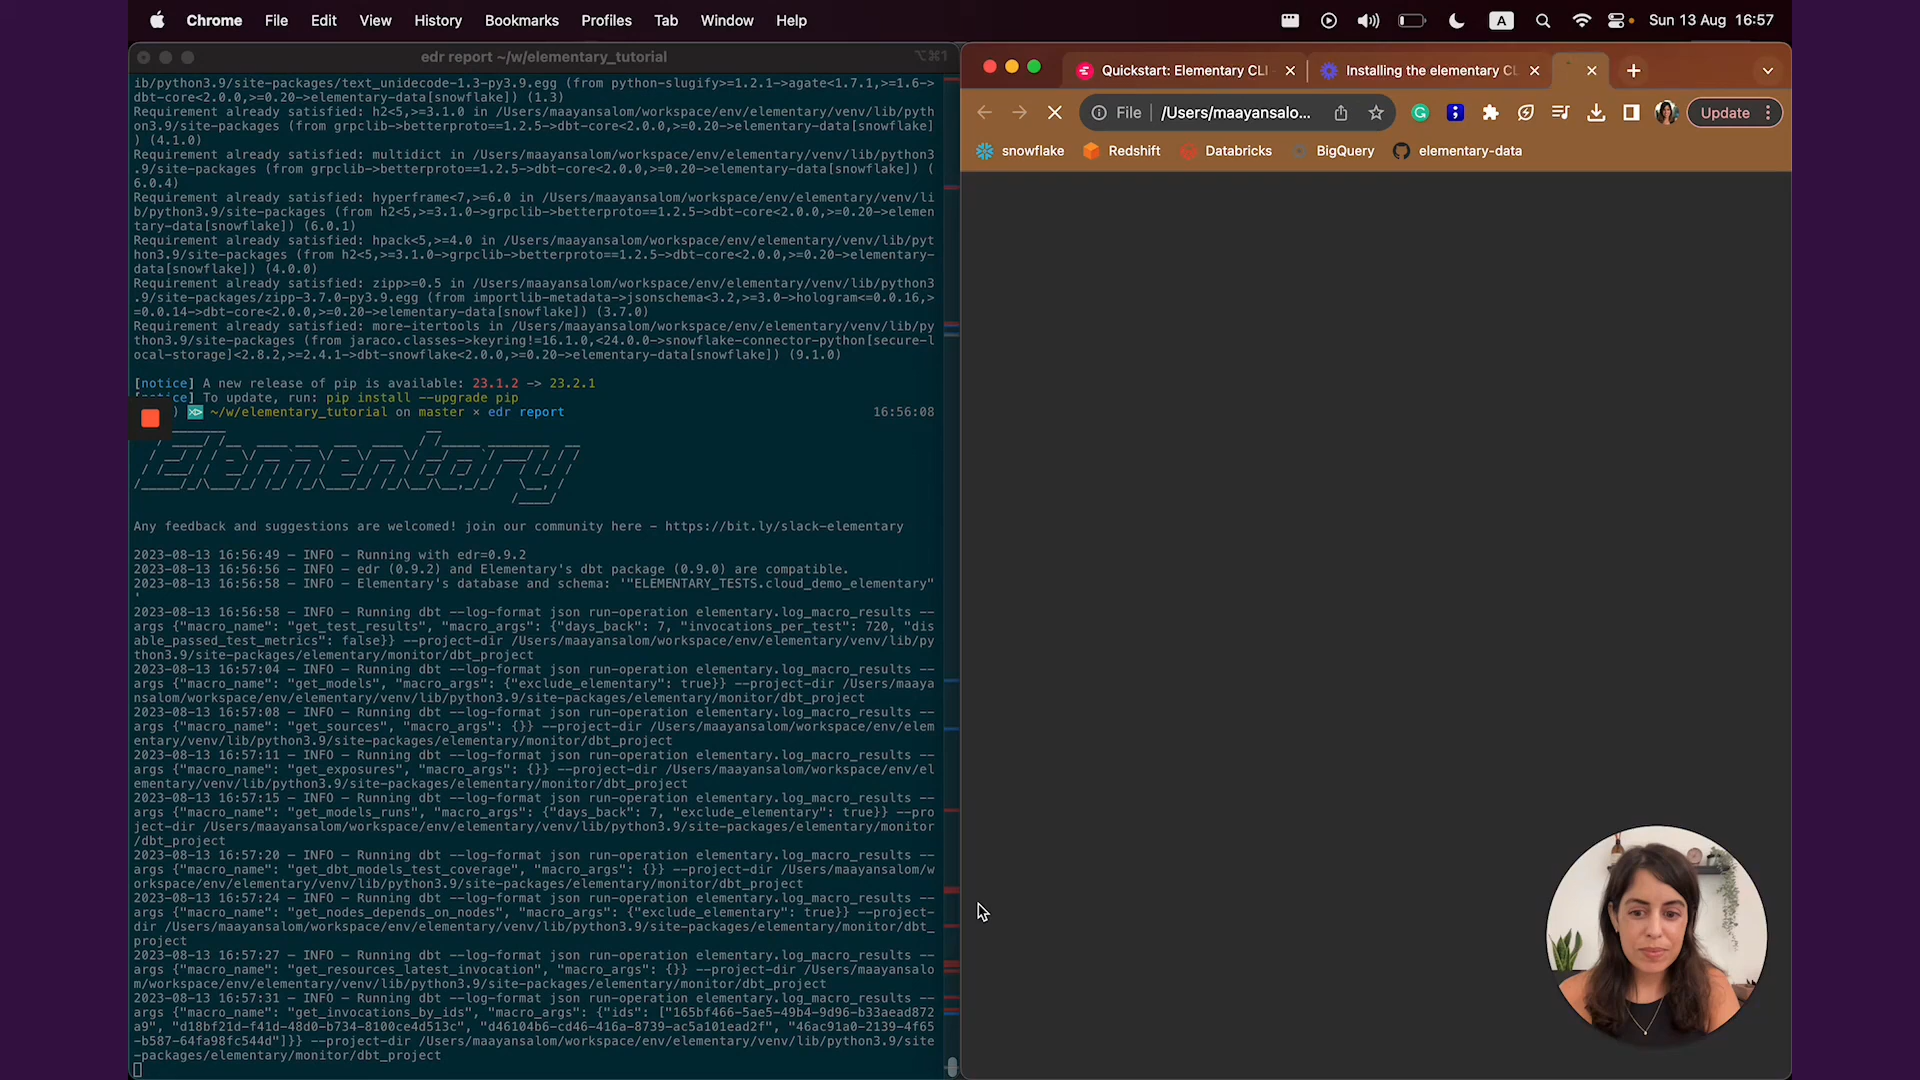 Chrome File Edit View History Bookmarks Profiles Tab Window Help
A Sun 13 Aug 16:57
edr report ~/w/elementary_tutorial
⌥⌘1
ib/python3.9/site-packages/text_unidecode-1.3-py3.9.egg (from python-slugify>=1.2.1->agate<1.7.1,>=1.6->
dbt-core<2.0.0,>=0.20->elementary-data[snowflake]) (1.3)
Requirement already satisfied: h2<5,>=3.1.0 in /Users/maayansalom/workspace/env/elementary/venv/lib/pyth
on3.9/site-packages (from grpclib->betterproto==1.2.5->dbt-core<2.0.0,>=0.20->elementary-data[snowflake]
) (4.1.0)
Requirement already satisfied: multidict in /Users/maayansalom/workspace/env/elementary/venv/lib/python3
.9/site-packages (from grpclib->betterproto==1.2.5->dbt-core<2.0.0,>=0.20->elementary-data[snowflake]) (
6.0.4)
Requirement already satisfied: hyperframe<7,>=6.0 in /Users/maayansalom/workspace/env/elementary/venv/li
b/python3.9/site-packages (from h2<5,>=3.1.0->grpclib->betterproto==1.2.5->dbt-core<2.0.0,>=0.20->elemen
tary-data[snowflake]) (6.0.1)
Requirement already satisfied: hpack<5,>=4.0 in /Users/maayansalom/workspace/env/elementary/venv/lib/pyt
hon3.9/site-packages (from h2<5,>=3.1.0->grpclib->betterproto==1.2.5->dbt-core<2.0.0,>=0.20->elementary-
data[snowflake]) (4.0.0)
Requirement already satisfied: zipp>=0.5 in /Users/maayansalom/workspace/env/elementary/venv/lib/python3
.9/site-packages/zipp-3.7.0-py3.9.egg (from importlib-metadata->jsonschema<3.2,>=3.0->hologram<=0.0.16,>
=0.0.14->dbt-core<2.0.0,>=0.20->elementary-data[snowflake]) (3.7.0)
Requirement already satisfied: more-itertools in /Users/maayansalom/workspace/env/elementary/venv/lib/py
thon3.9/site-packages (from jaraco.classes->keyring!=16.1.0,<24.0.0->snowflake-connector-python[secure-l
ocal-storage]<2.8.2,>=2.4.1->dbt-snowflake<2.0.0,>=0.20->elementary-data[snowflake]) (9.1.0)
[notice] A new release of pip is available: 23.1.2 -> 23.2.1
[notice] To update, run: pip install --upgrade pip
) ~/w/elementary_tutorial on master × edr report 16:56:08
Elementary
Any feedback and suggestions are welcomed! join our community here - https://bit.ly/slack-elementary
2023-08-13 16:56:49 — INFO — Running with edr=0.9.2
2023-08-13 16:56:56 — INFO — edr (0.9.2) and Elementary's dbt package (0.9.0) are compatible.
2023-08-13 16:56:58 — INFO — Elementary's database and schema: '"ELEMENTARY_TESTS.cloud_demo_elementary"
'
2023-08-13 16:56:58 — INFO — Running dbt --log-format json run-operation elementary.log_macro_results --
args {"macro_name": "get_test_results", "macro_args": {"days_back": 7, "invocations_per_test": 720, "dis
able_passed_test_metrics": false}} --project-dir /Users/maayansalom/workspace/env/elementary/venv/lib/py
thon3.9/site-packages/elementary/monitor/dbt_project
2023-08-13 16:57:04 — INFO — Running dbt --log-format json run-operation elementary.log_macro_results --
args {"macro_name": "get_models", "macro_args": {"exclude_elementary": true}} --project-dir /Users/maaya
nsalom/workspace/env/elementary/venv/lib/python3.9/site-packages/elementary/monitor/dbt_project
2023-08-13 16:57:08 — INFO — Running dbt --log-format json run-operation elementary.log_macro_results --
args {"macro_name": "get_sources", "macro_args": {}} --project-dir /Users/maayansalom/workspace/env/elem
entary/venv/lib/python3.9/site-packages/elementary/monitor/dbt_project
2023-08-13 16:57:11 — INFO — Running dbt --log-format json run-operation elementary.log_macro_results --
args {"macro_name": "get_exposures", "macro_args": {}} --project-dir /Users/maayansalom/workspace/env/el
ementary/venv/lib/python3.9/site-packages/elementary/monitor/dbt_project
2023-08-13 16:57:15 — INFO — Running dbt --log-format json run-operation elementary.log_macro_results --
args {"macro_name": "get_models_runs", "macro_args": {"days_back": 7, "exclude_elementary": true}} --pro
ject-dir /Users/maayansalom/workspace/env/elementary/venv/lib/python3.9/site-packages/elementary/monitor
/dbt_project
2023-08-13 16:57:20 — INFO — Running dbt --log-format json run-operation elementary.log_macro_results --
args {"macro_name": "get_dbt_models_test_coverage", "macro_args": {}} --project-dir /Users/maayansalom/w
orkspace/env/elementary/venv/lib/python3.9/site-packages/elementary/monitor/dbt_project
2023-08-13 16:57:24 — INFO — Running dbt --log-format json run-operation elementary.log_macro_results --
args {"macro_name": "get_nodes_depends_on_nodes", "macro_args": {"exclude_elementary": true}} --project-
dir /Users/maayansalom/workspace/env/elementary/venv/lib/python3.9/site-packages/elementary/monitor/dbt_
project
2023-08-13 16:57:27 — INFO — Running dbt --log-format json run-operation elementary.log_macro_results --
args {"macro_name": "get_resources_latest_invocation", "macro_args": {}} --project-dir /Users/maayansalo
m/workspace/env/elementary/venv/lib/python3.9/site-packages/elementary/monitor/dbt_project
2023-08-13 16:57:31 — INFO — Running dbt --log-format json run-operation elementary.log_macro_results --
args {"macro_name": "get_invocations_by_ids", "macro_args": {"ids": ["165bf466-5ae5-49b4-9d96-b33aead872
a9", "d18bf21d-f41d-48d0-b734-8100ce4d513c", "d46104b6-cd46-416a-8739-ac5a101ead2f", "46ac91a0-2139-4f65
-b587-64fa98fc544d"]}} --project-dir /Users/maayansalom/workspace/env/elementary/venv/lib/python3.9/site
-packages/elementary/monitor/dbt_project
Quickstart: Elementary CLI
Installing the elementary CL
File /Users/maayansalo...
Update
snowflake Redshift Databricks BigQuery elementary-data